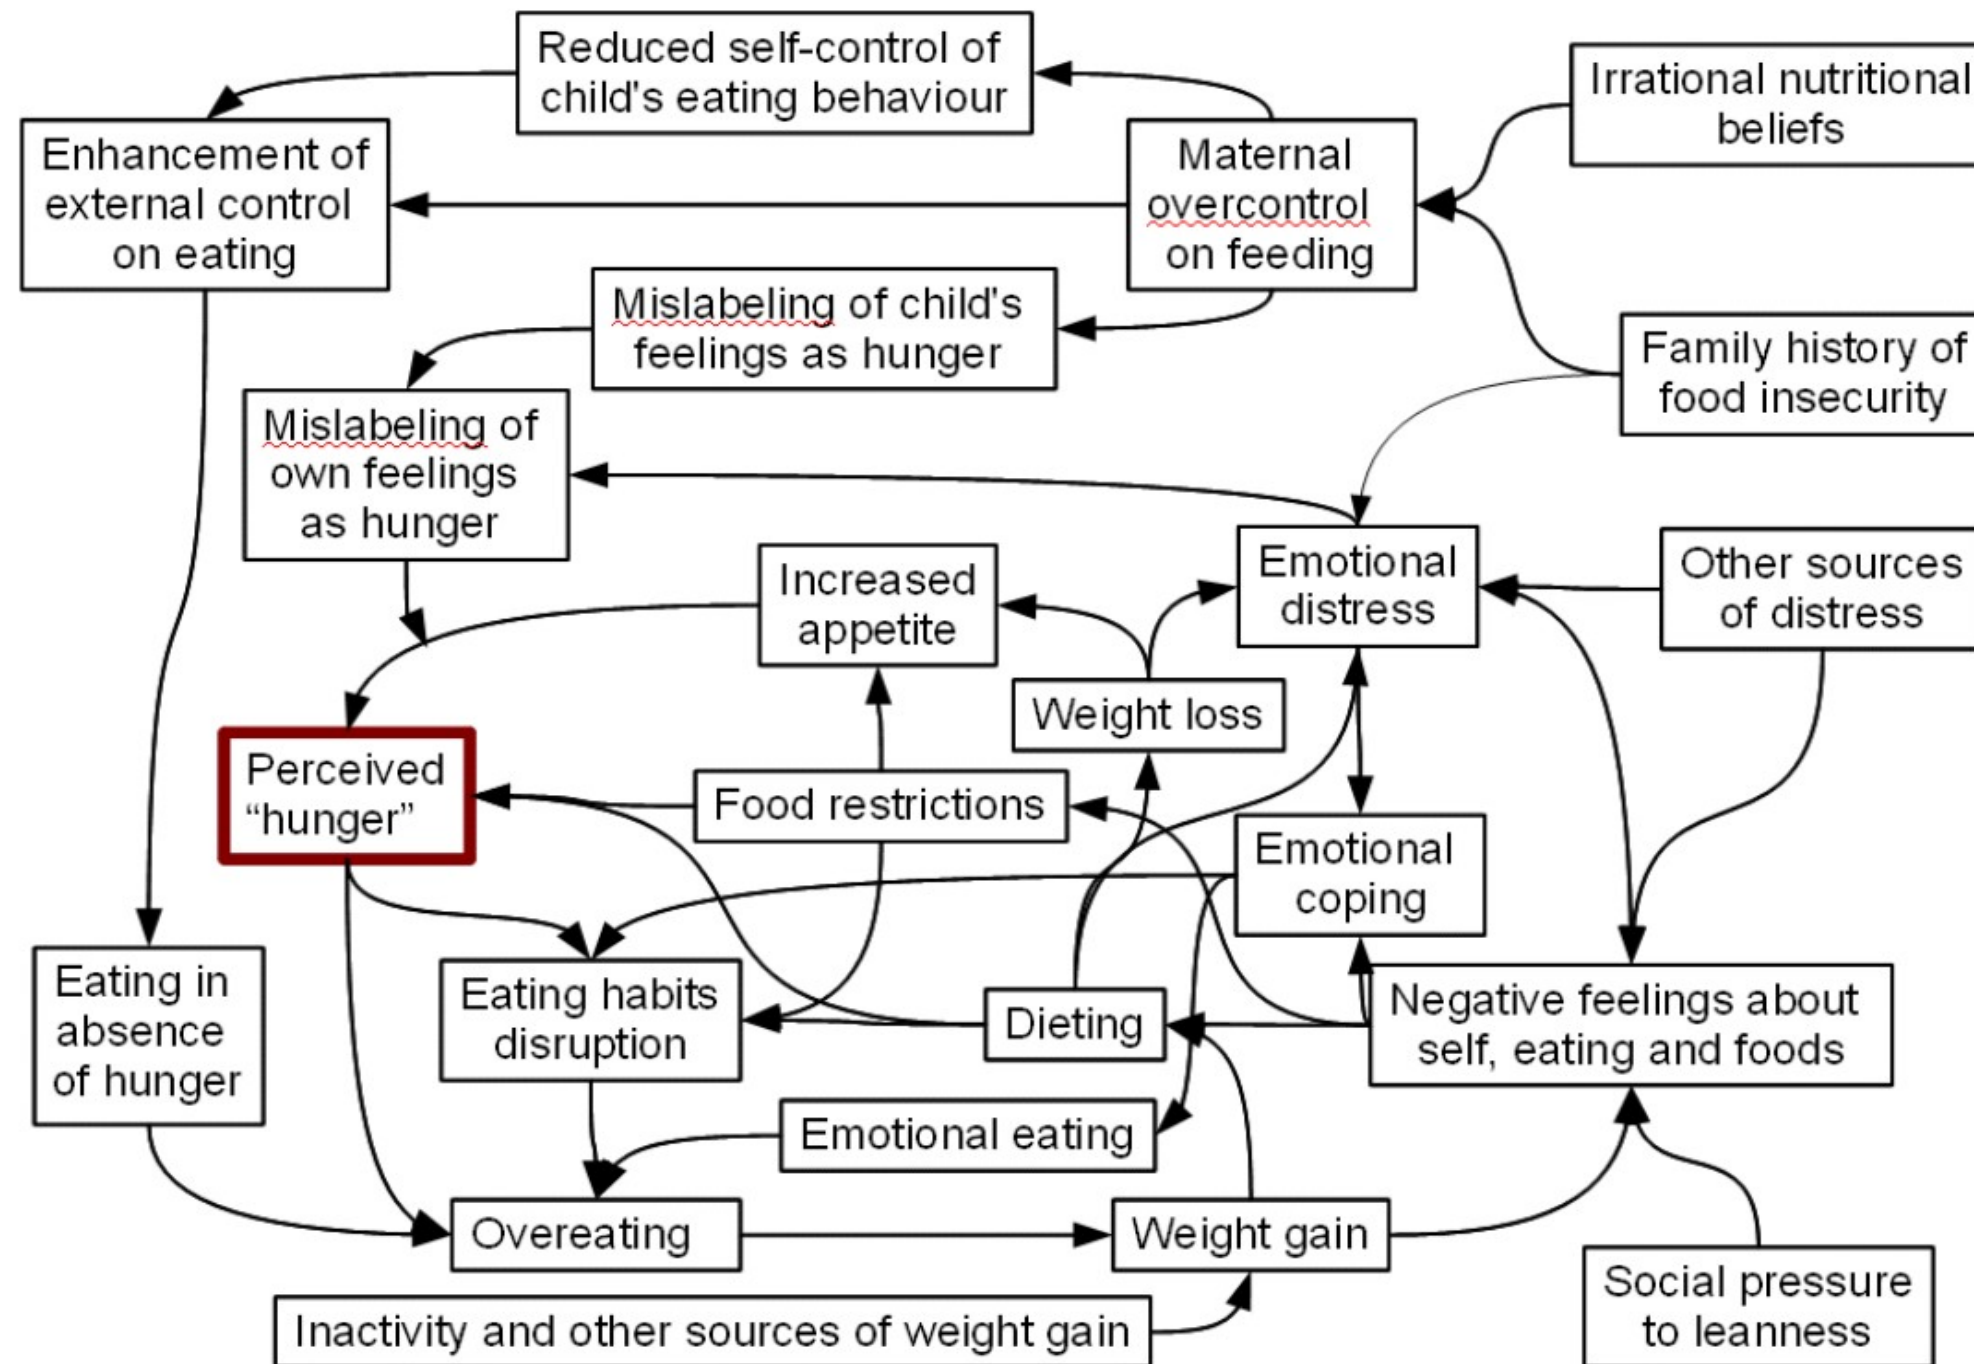 Reduced self-control of
child's eating behaviour
Irrational nutritional
beliefs
Enhancement of
external control
on eating
Maternal
overcontrol
on feeding
Mislabeling of child's
feelings as hunger
Family history of
food insecurity
Mislabeling of
own feelings
as hunger
Increased
appetite
Emotional
distress
Other sources
of distress
Weight loss
Perceived
“hunger”
Food restrictions
Emotional
coping
Eating in
absence
of hunger
Eating habits
disruption
Dieting
Negative feelings about
self, eating and foods
Emotional eating
Overeating
Weight gain
Social pressure
to leanness
Inactivity and other sources of weight gain